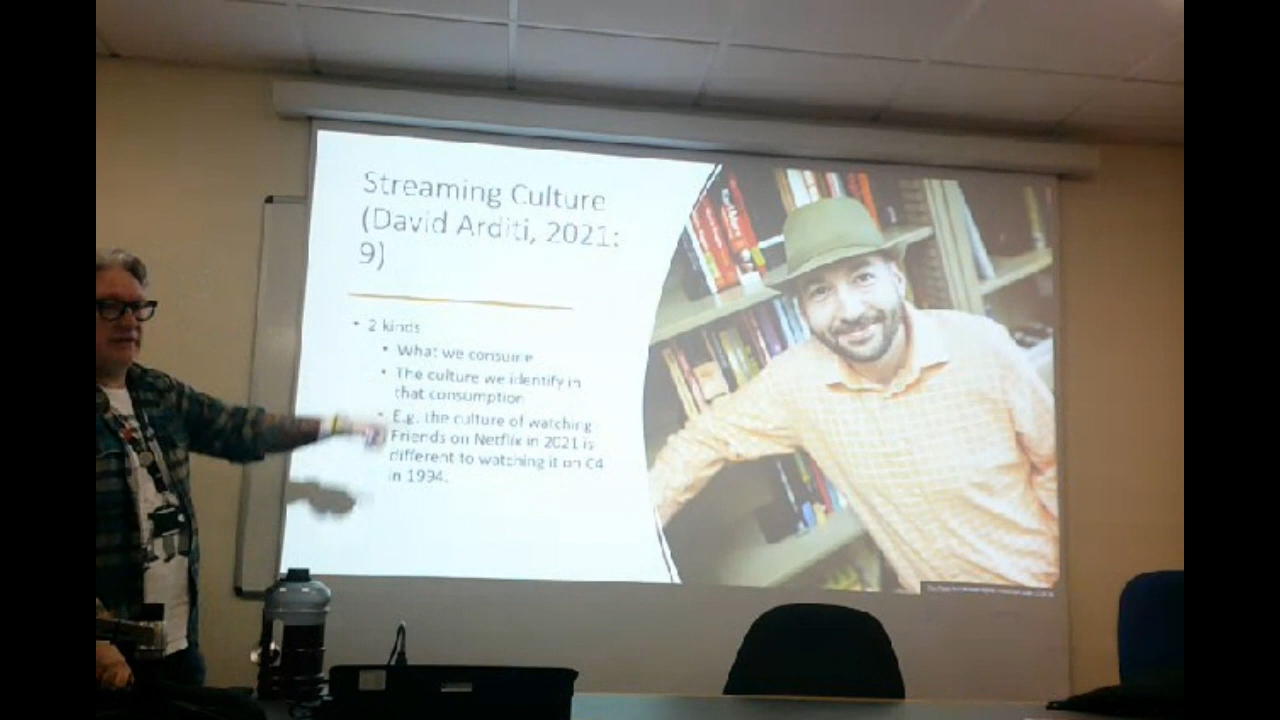 Streaming Culture
(David Arditi, 2021:
9)
• 2 kinds
• What we consume
• The culture we identify in
that consumption
• E.g. the culture of watching
Friends on Netflix in 2021 is
different to watching it on C4
in 1994.